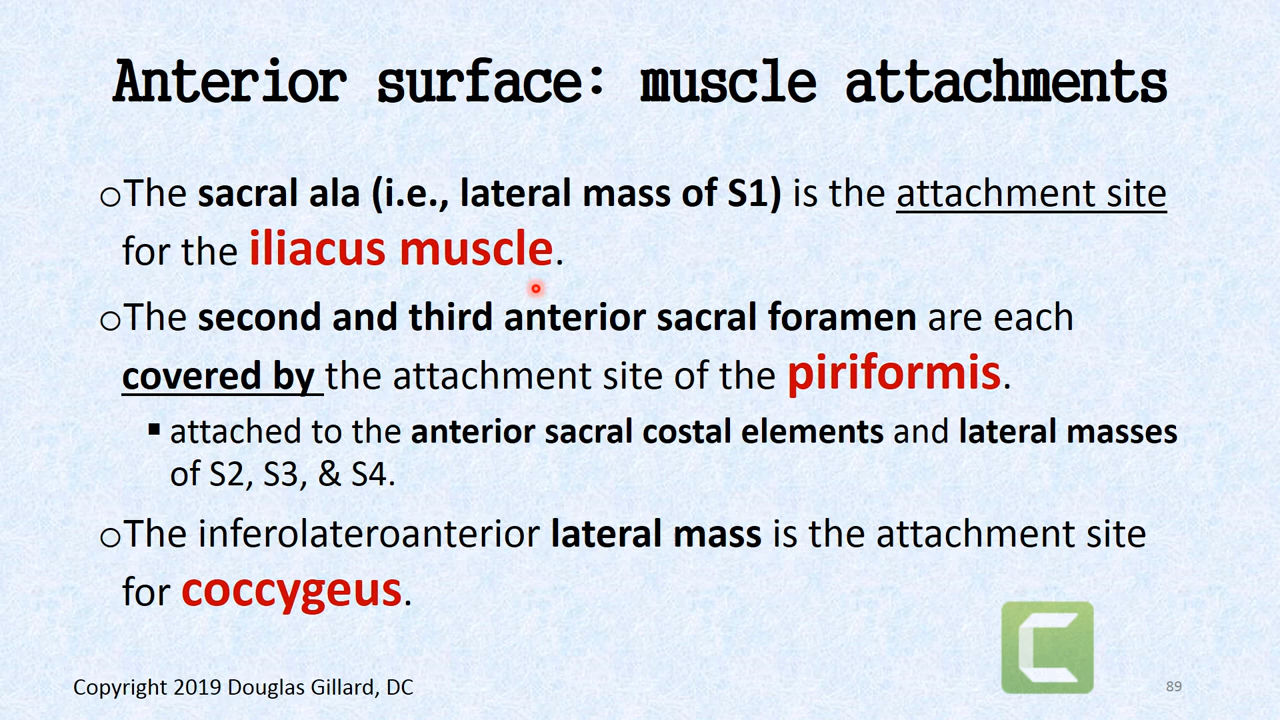 Anterior surface: muscle attachments
oThe sacral ala (i.e., lateral mass of S1) is the attachment site
for the iliacus muscle.
oThe second and third anterior sacral foramen are each
covered by the attachment site of the piriformis.
▪ attached to the anterior sacral costal elements and lateral masses
of S2, S3, & S4.
oThe inferolateroanterior lateral mass is the attachment site
for coccygeus.
Copyright 2019 Douglas Gillard, DC
89